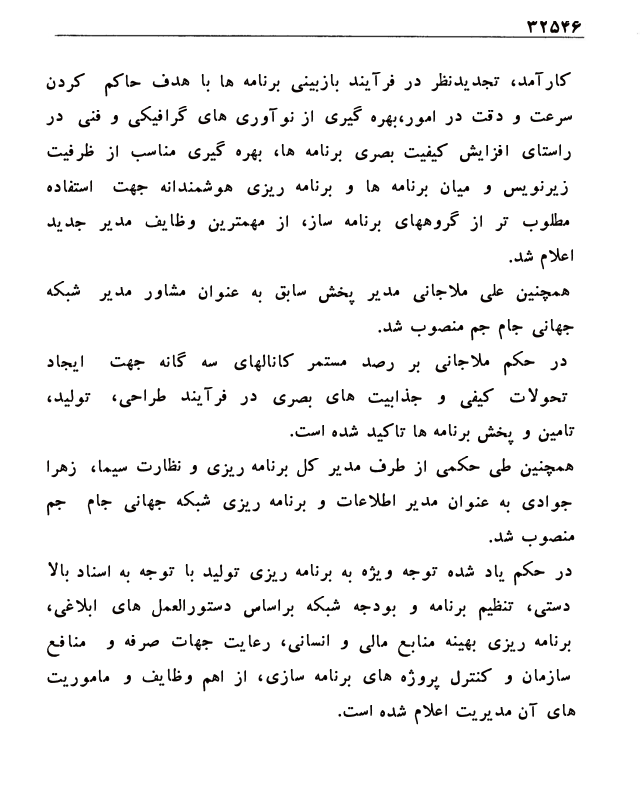 ۳۲۵۴۶
کارآمد، تجدیدنظر در فرآیند بازبینی برنامه ها با هدف حاکم کردن
سرعت و دقت در امور،بهره گیری از نوآوری های گرافیکی و فنی در
راستای افزایش کیفیت بصری برنامه ها، بهره گیری مناسب از ظرفیت
زیرنویس و میان برنامه ها و برنامه ریزی هوشمندانه جهت استفاده
مطلوب تر از گروههای برنامه ساز، از مهمترین وظایف مدیر جدید
اعلام شد.
همچنین علی ملاجانی مدیر پخش سابق به عنوان مشاور مدیر شبکه
جهانی جام جم منصوب شد.
در حکم ملاجانی بر رصد مستمر کانالهای سه گانه جهت ایجاد
تحولات کیفی و جذابیت های بصری در فرآیند طراحی، تولید،
تامین و پخش برنامه ها تاکید شده است.
همچنین طی حکمی از طرف مدیر کل برنامه ریزی و نظارت سیما، زهرا
جوادی به عنوان مدیر اطلاعات و برنامه ریزی شبکه جهانی جام جم
منصوب شد.
در حکم یاد شده توجه ویژه به برنامه ریزی تولید با توجه به اسناد بالا
دستی، تنظیم برنامه و بودجه شبکه براساس دستورالعمل های ابلاغی،
برنامه ریزی بهینه منابع مالی و انسانی، رعایت جهات صرفه و منافع
سازمان و کنترل پروژه های برنامه سازی، از اهم وظایف و ماموریت
های آن مدیریت اعلام شده است.